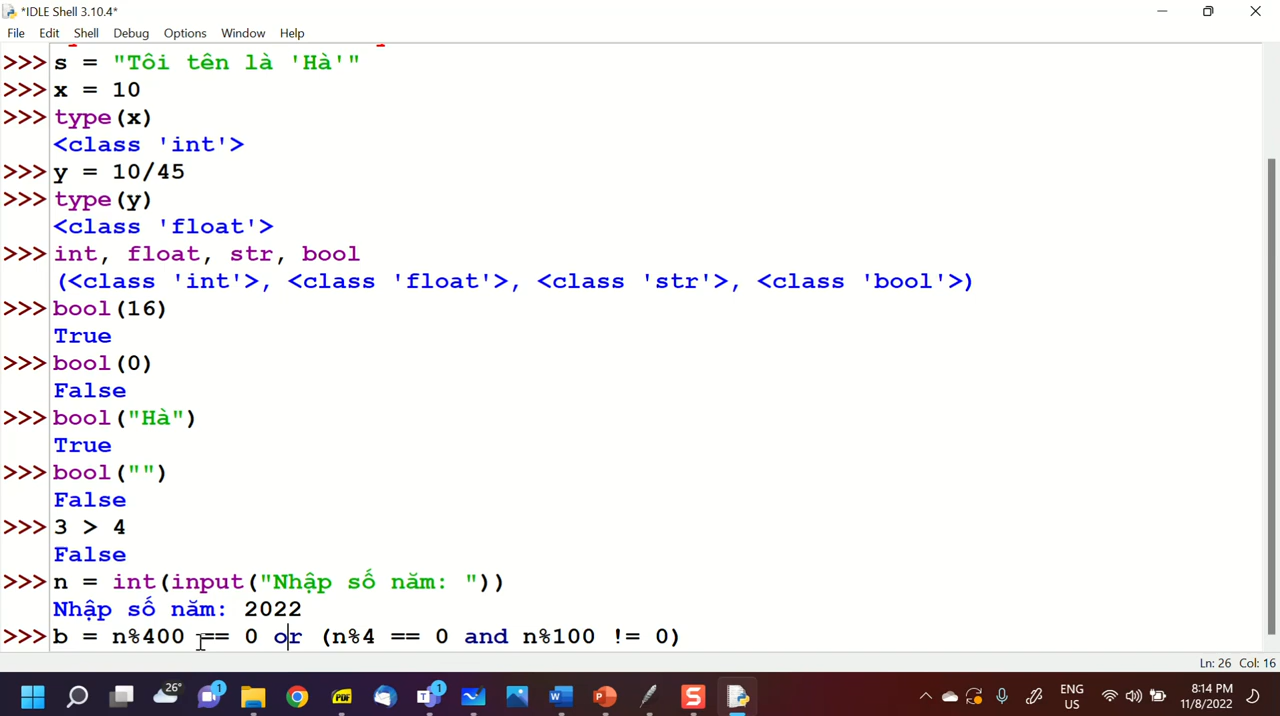 *IDLE Shell 3.10.4*
File Edit Shell Debug Options Window Help
>>> s = "Tôi tên là 'Hà'"
>>> x = 10
>>> type(x)
<class 'int'>
>>> y = 10/45
>>> type(y)
<class 'float'>
>>> int, float, str, bool
(<class 'int'>, <class 'float'>, <class 'str'>, <class 'bool'>)
>>> bool(16)
True
>>> bool(0)
False
>>> bool("Hà")
True
>>> bool("")
False
>>> 3 > 4
False
>>> n = int(input("Nhập số năm: "))
Nhập số năm: 2022
>>> b = n%400 == 0 or (n%4 == 0 and n%100 != 0)
Ln: 26 Col: 16
26° 1 PDF 1 W P S ENG
US
8:14 PM
11/8/2022